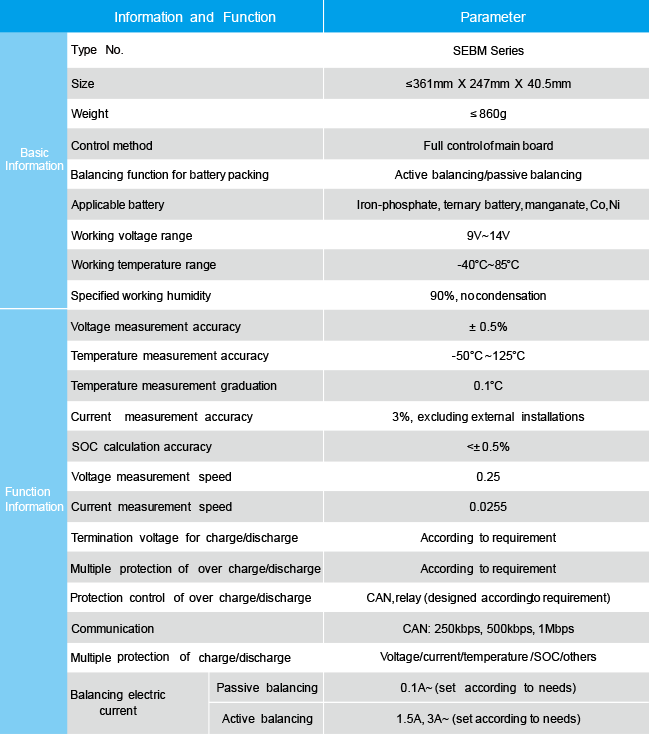 Information and Function Parameter
Basic Information
Type No. SEBM Series
Size ≤361mm X 247mm X 40.5mm
Weight ≤ 860g
Control method Full control of main board
Balancing function for battery packing Active balancing/passive balancing
Applicable battery Iron-phosphate, ternary battery, manganate, Co,Ni
Working voltage range 9V~14V
Working temperature range -40°C~85°C
Specified working humidity 90%, no condensation
Function Information
Voltage measurement accuracy ± 0.5%
Temperature measurement accuracy -50°C ~125°C
Temperature measurement graduation 0.1°C
Current measurement accuracy 3%, excluding external installations
SOC calculation accuracy <± 0.5%
Voltage measurement speed 0.25
Current measurement speed 0.0255
Termination voltage for charge/discharge According to requirement
Multiple protection of over charge/discharge According to requirement
Protection control of over charge/discharge CAN,relay (designed accordingto requirement)
Communication CAN: 250kbps, 500kbps, 1Mbps
Multiple protection of charge/discharge Voltage/current/temperature /SOC/others
Balancing electric current
Passive balancing 0.1A~ (set according to needs)
Active balancing 1.5A, 3A~ (set according to needs)